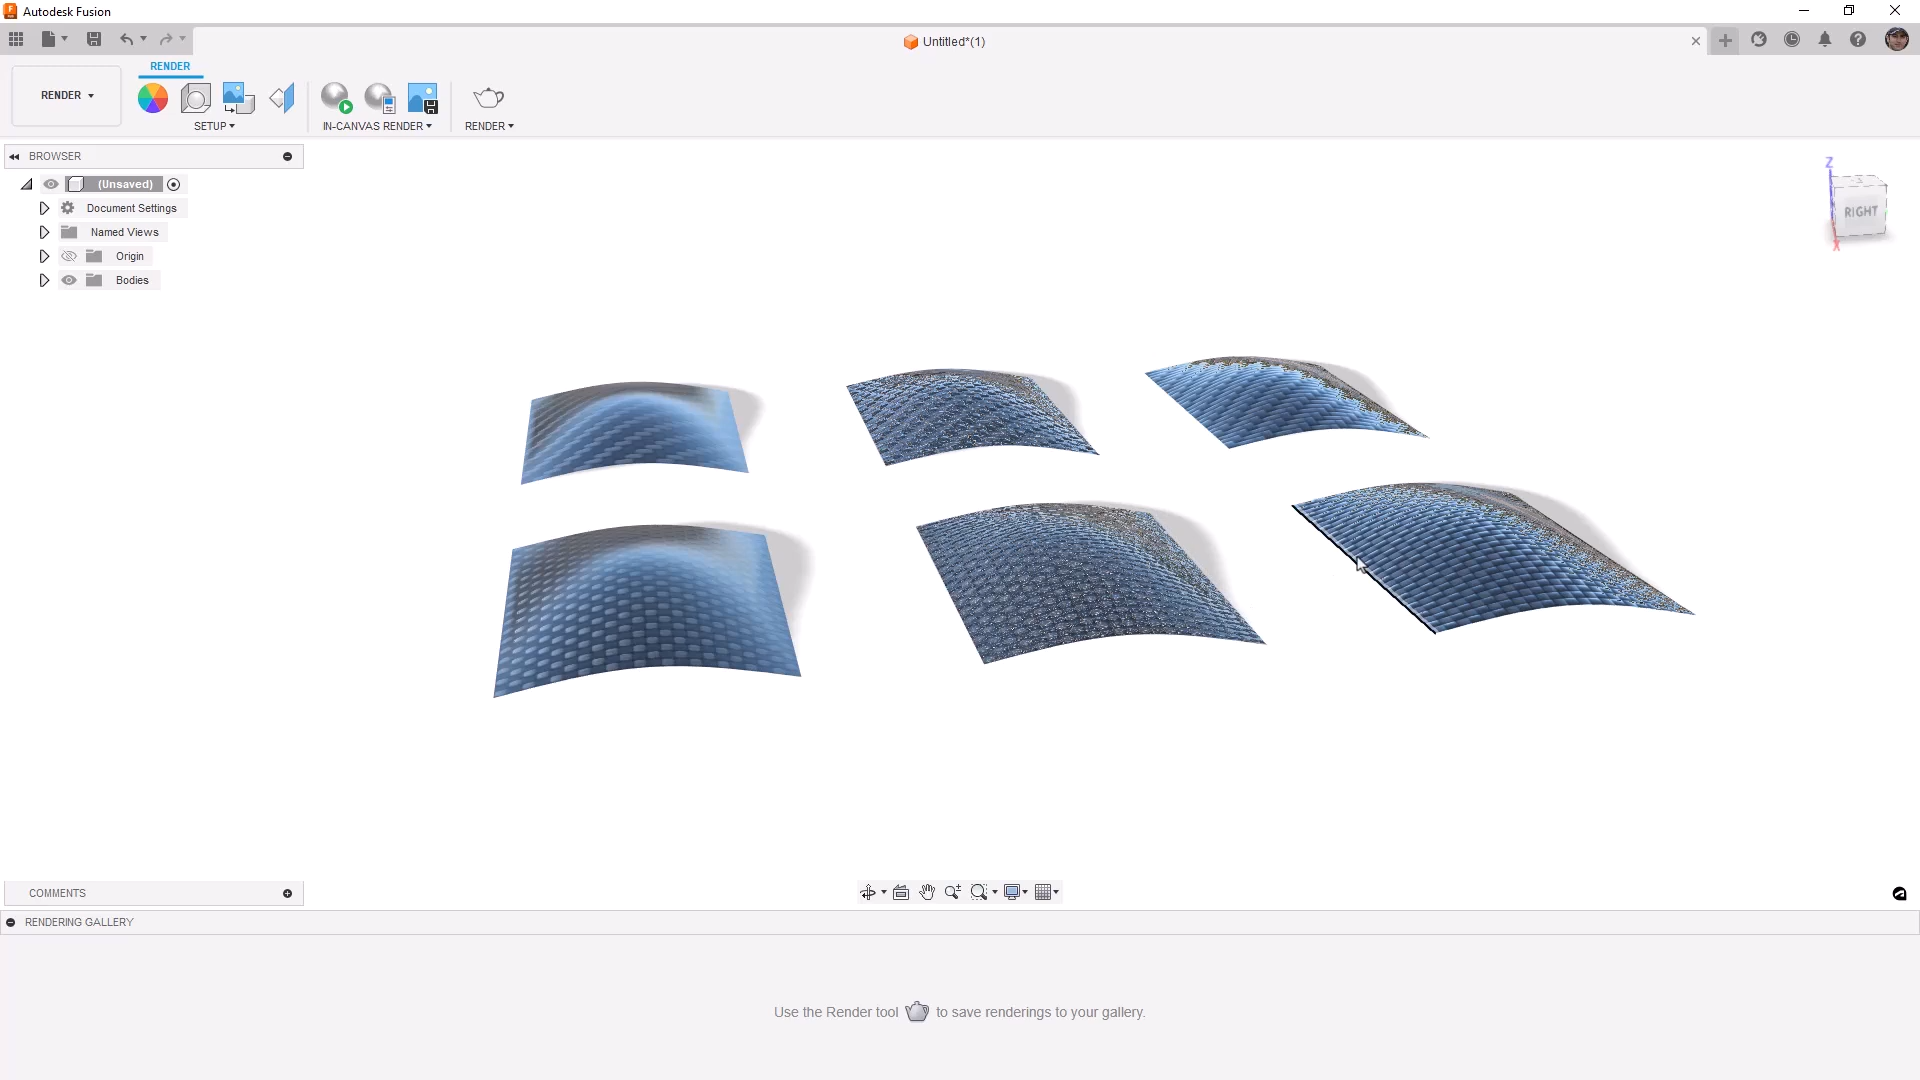 Autodesk Fusion
Untitled*(1)
RENDER
RENDER
SETUP
IN-CANVAS RENDER
RENDER
BROWSER
(Unsaved)
Document Settings
Named Views
Origin
Bodies
Z
RIGHT
X
COMMENTS
RENDERING GALLERY
Use the Render tool to save renderings to your gallery.